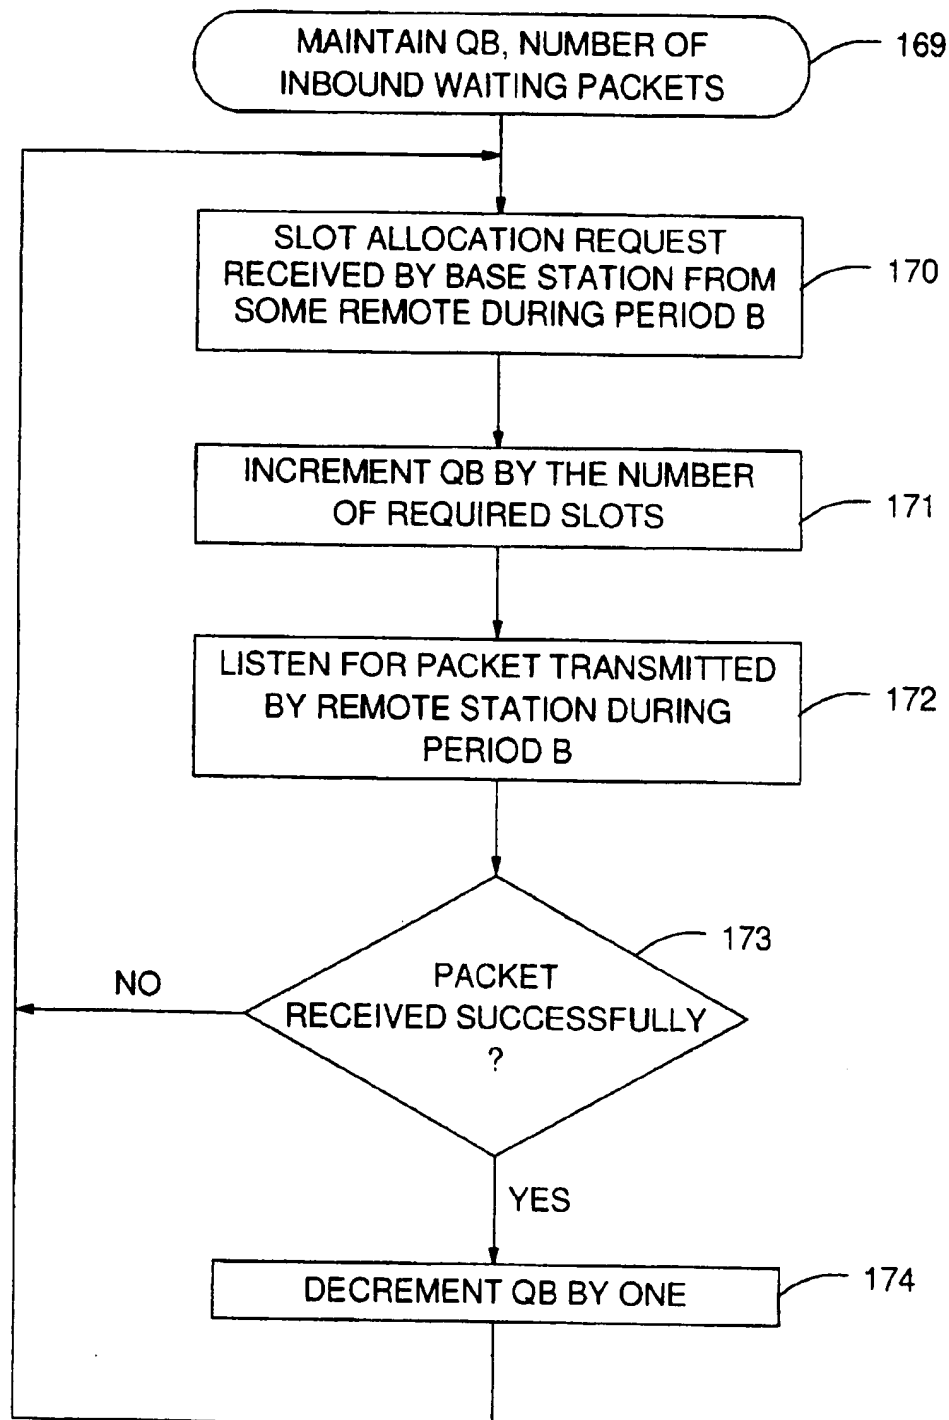 MAINTAIN QB, NUMBER OF
INBOUND WAITING PACKETS
169
SLOT ALLOCATION REQUEST
RECEIVED BY BASE STATION FROM
SOME REMOTE DURING PERIOD B
170
INCREMENT QB BY THE NUMBER
OF REQUIRED SLOTS
171
LISTEN FOR PACKET TRANSMITTED
BY REMOTE STATION DURING
PERIOD B
172
173
PACKET
RECEIVED SUCCESSFULLY
?
NO
YES
DECREMENT QB BY ONE
174